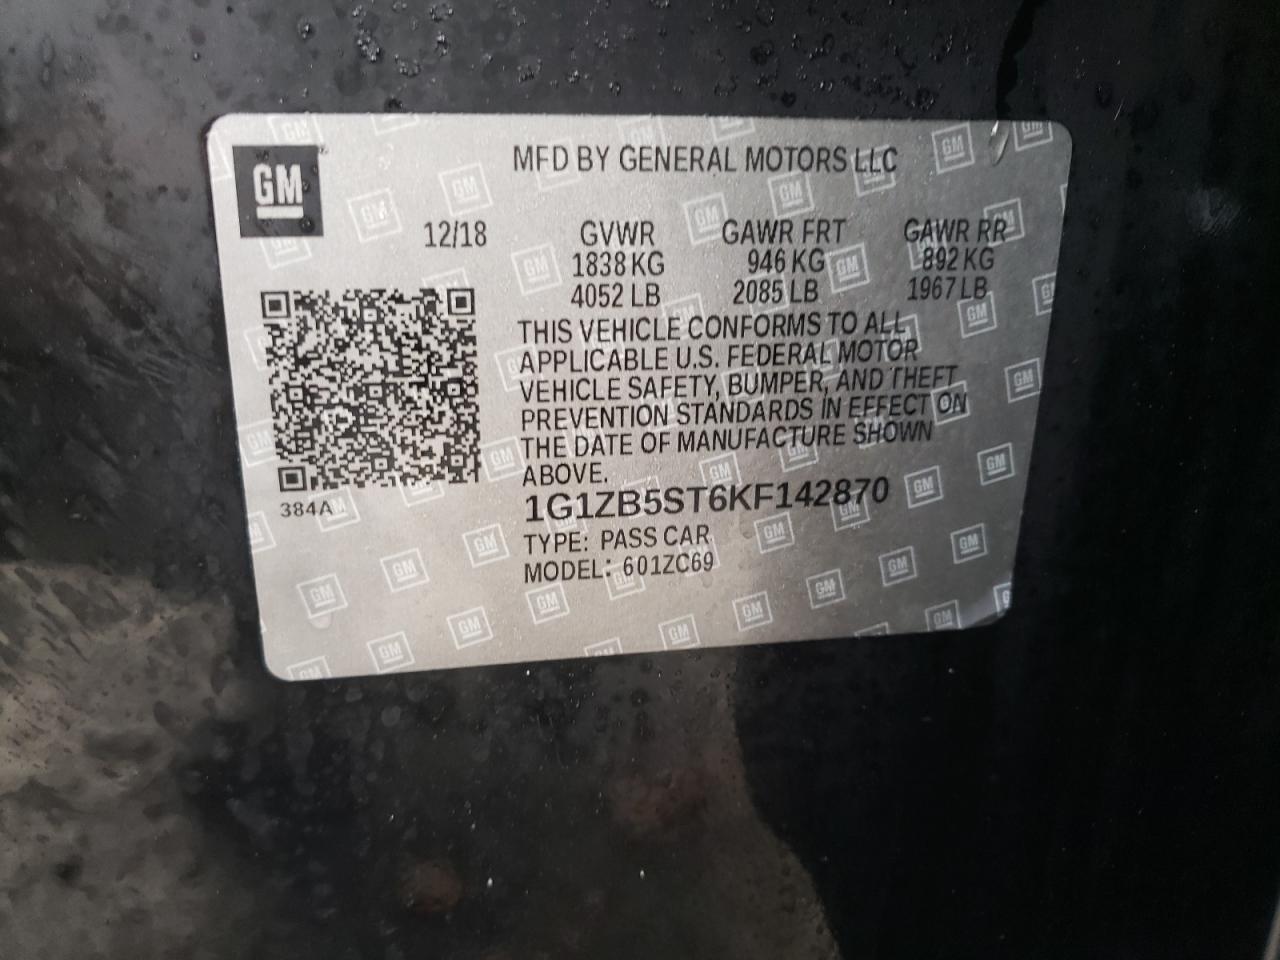 GM
MFD BY GENERAL MOTORS LLC
12/18 GVWR GAWR FRT GAWR RR
1838 KG 946 KG 892 KG
4052 LB 2085 LB 1967 LB
THIS VEHICLE CONFORMS TO ALL
APPLICABLE U.S. FEDERAL MOTOR
VEHICLE SAFETY, BUMPER, AND THEFT
PREVENTION STANDARDS IN EFFECT ON
THE DATE OF MANUFACTURE SHOWN
ABOVE.
384A
1G1ZB5ST6KF142870
TYPE: PASS CAR
MODEL: 601ZC69